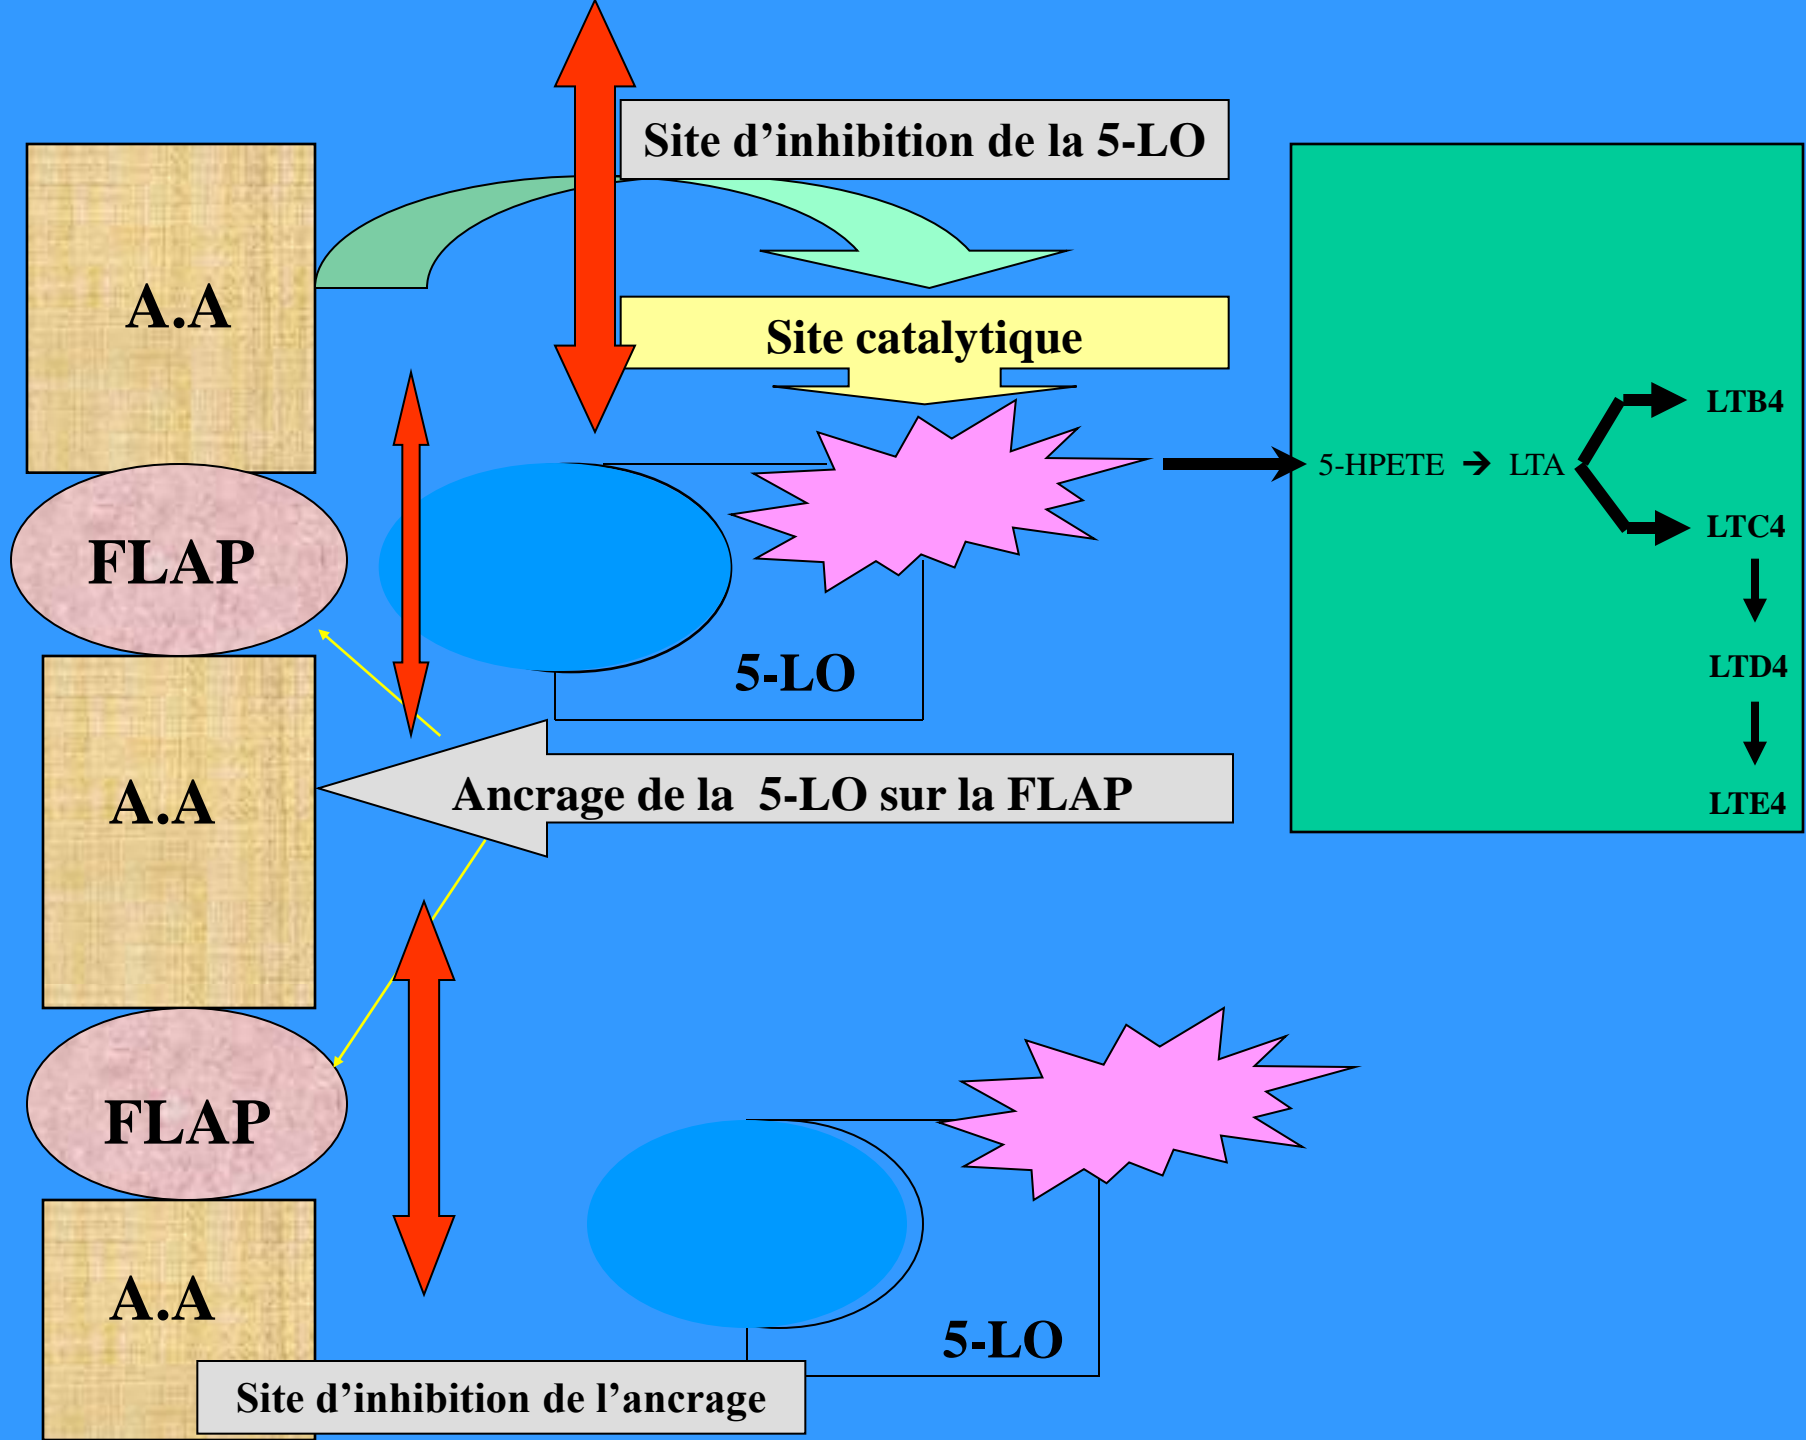 Site d’inhibition de la 5-LO
A.A
Site catalytique
LTB4
5-HPETE → LTA
LTC4
FLAP
5-LO
LTD4
Ancrage de la 5-LO sur la FLAP
A.A
LTE4
FLAP
A.A
5-LO
Site d’inhibition de l’ancrage